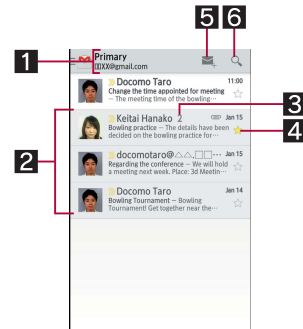 5
6
1
Primary
□□XX@gmail.com
Docomo Taro 11:00
Change the time appointed for meeting
– The meeting time of the bowling…
3
Keitai Hanako 2 Jan 15
Bowling practice – The details have been
decided on the bowling practice for…
4
2
docomotaro@△△.□□… Jan 15
Regarding the conference – We will hold
a meeting next week. Place: 3d Meetin…
Docomo Taro Jan 14
Bowling Tournament – Bowling
Tournament! Get together near the…